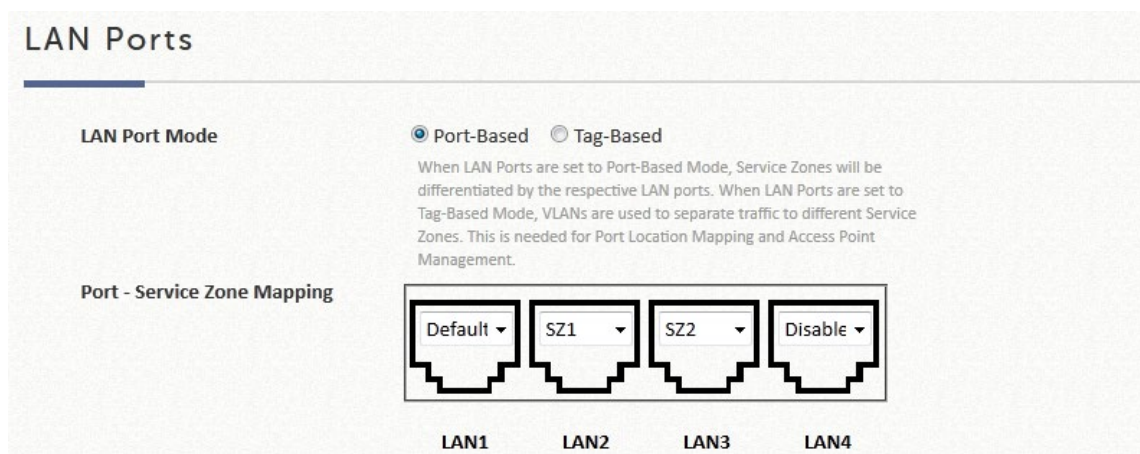 LAN Ports
LAN Port Mode
Port-Based Tag-Based
When LAN Ports are set to Port-Based Mode, Service Zones will be
differentiated by the respective LAN ports. When LAN Ports are set to
Tag-Based Mode, VLANs are used to separate traffic to different Service
Zones. This is needed for Port Location Mapping and Access Point
Management.
Port - Service Zone Mapping
Default SZ1 SZ2 Disable
LAN1 LAN2 LAN3 LAN4